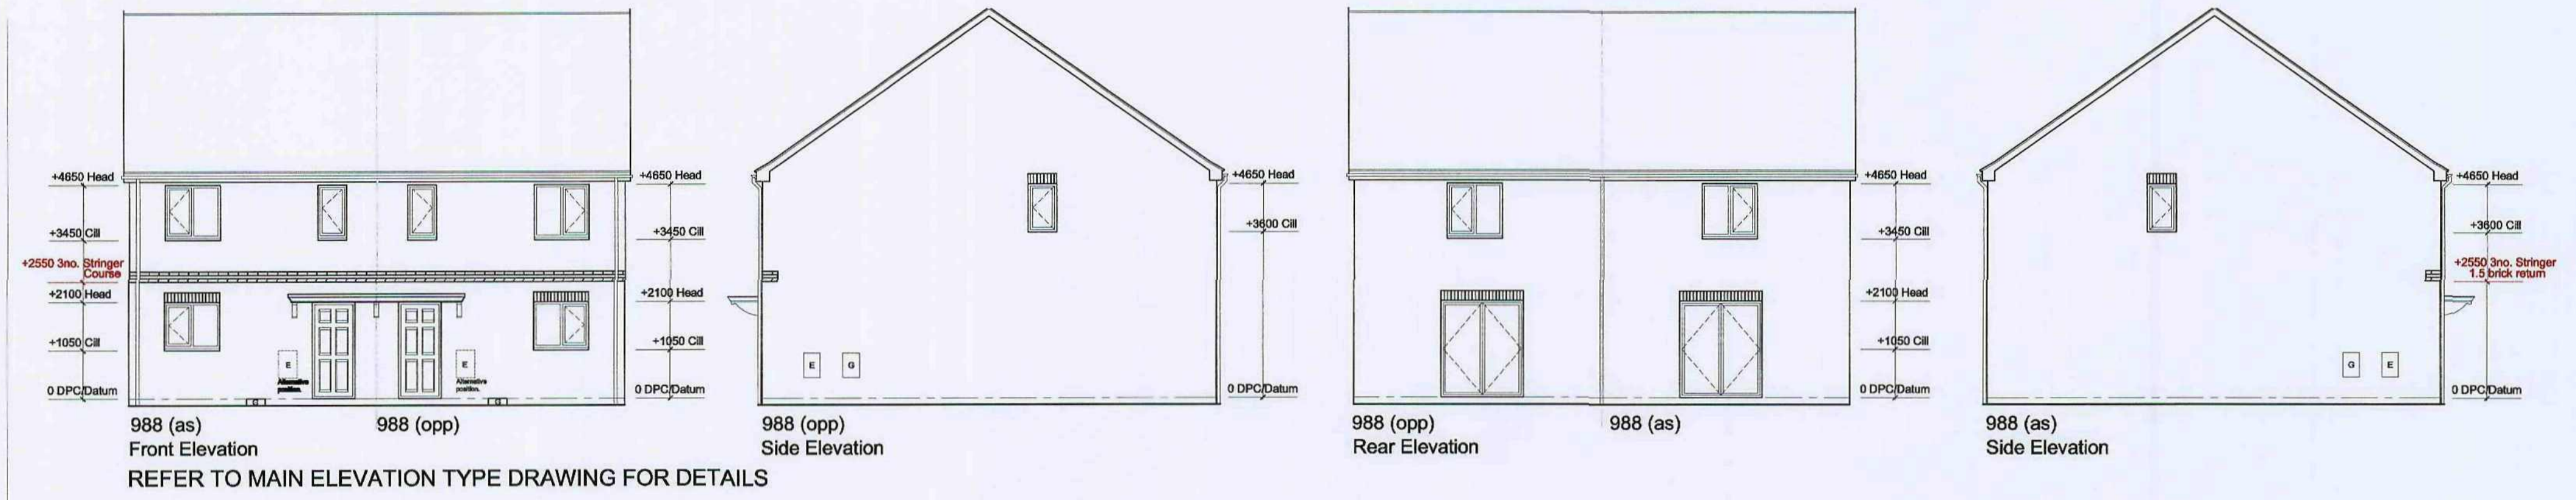 +4650 Head
+3450 Cill
+2550 3no. Stringer
Course
+2100 Head
+1050 Cill
0 DPC/Datum
E
Alternative
position.
G
E
Alternative
position.
G
+4650 Head
+3450 Cill
+2100 Head
+1050 Cill
0 DPC/Datum
988 (as)
988 (opp)
Front Elevation
REFER TO MAIN ELEVATION TYPE DRAWING FOR DETAILS
E
G
+4650 Head
+3600 Cill
0 DPC/Datum
988 (opp)
Side Elevation
+4650 Head
+3450 Cill
+2100 Head
+1050 Cill
0 DPC/Datum
988 (opp)
988 (as)
Rear Elevation
G
E
+4650 Head
+3600 Cill
+2550 3no. Stringer
1.5 brick return
0 DPC/Datum
988 (as)
Side Elevation